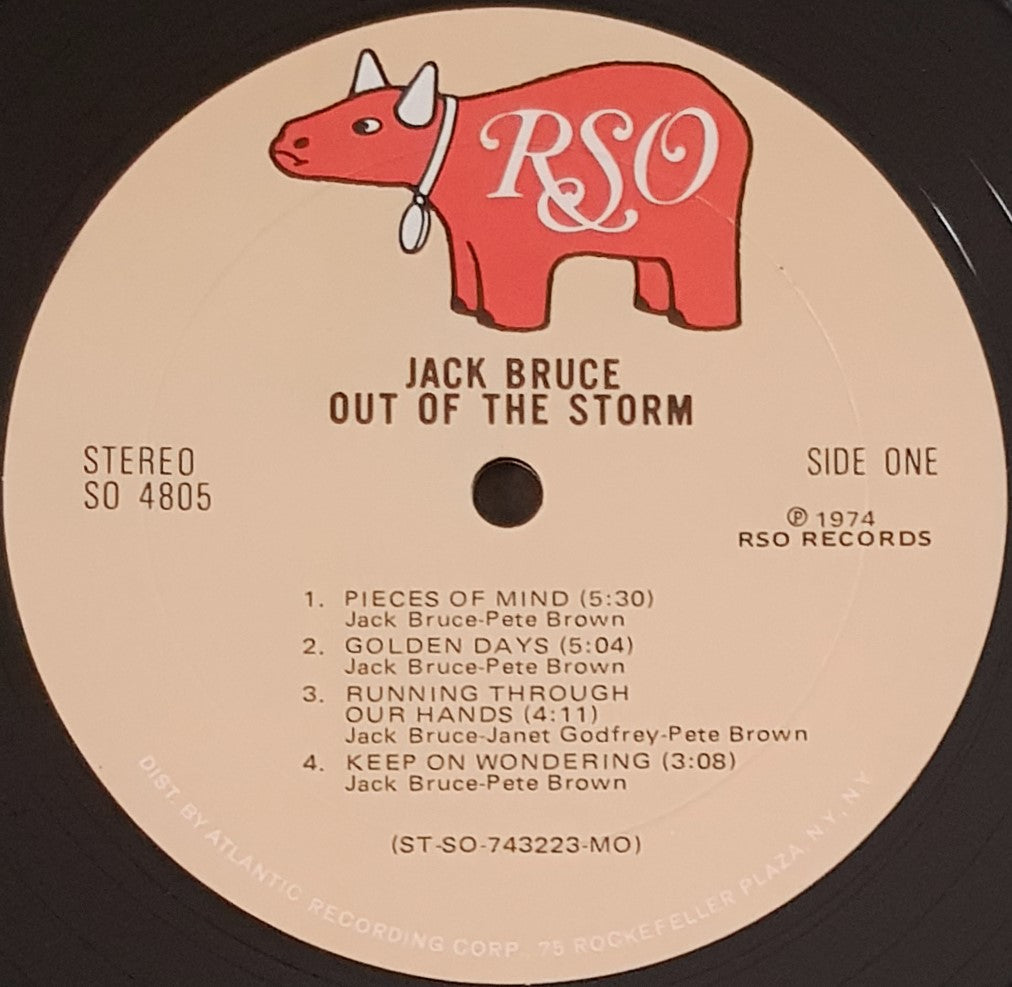 RSO
JACK BRUCE
OUT OF THE STORM
STEREO
SO 4805
SIDE ONE
℗ 1974
RSO RECORDS
1. PIECES OF MIND (5:30)
Jack Bruce-Pete Brown
2. GOLDEN DAYS (5:04)
Jack Bruce-Pete Brown
3. RUNNING THROUGH
OUR HANDS (4:11)
Jack Bruce-Janet Godfrey-Pete Brown
4. KEEP ON WONDERING (3:08)
Jack Bruce-Pete Brown
(ST-SO-743223-MO)
DIST. BY ATLANTIC RECORDING CORP. 75 ROCKEFELLER PLAZA, N.Y., N.Y.